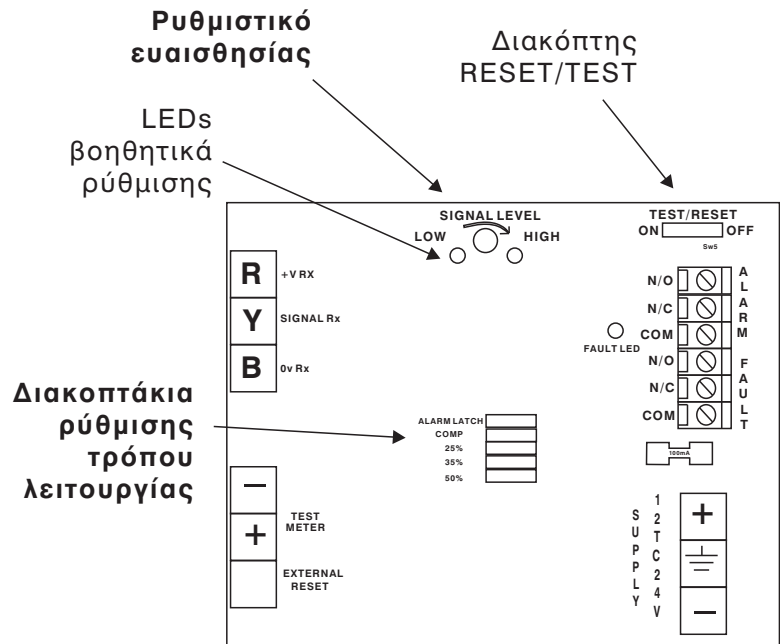 Ρυθμιστικό
ευαισθησίας
Διακόπτης
RESET/TEST
LEDs
βοηθητικά
ρύθμισης
SIGNAL LEVEL
LOW HIGH
TEST/RESET
ON OFF
Sw5
R +V RX
Y SIGNAL Rx
B 0v Rx
N/O
N/C
COM
ALARM
FAULT LED
N/O
N/C
COM
FAULT
Διακοπτάκια
ρύθμισης
τρόπου
λειτουργίας
ALARM LATCH
COMP
25%
35%
50%
100mA
−
+
TEST
METER
EXTERNAL
RESET
SUPPLY
12TC24V
+
−